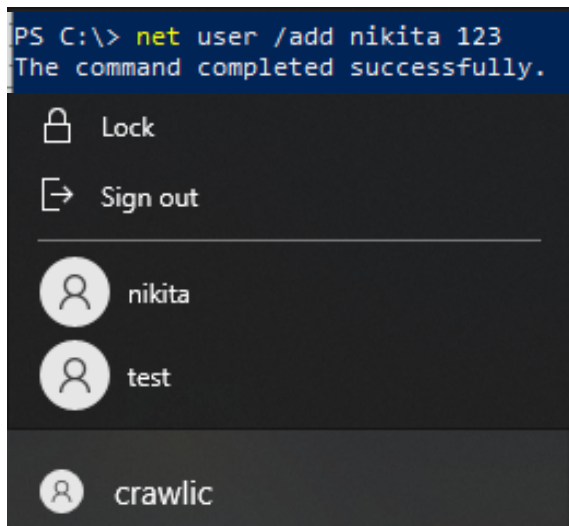 PS C:\> net user /add nikita 123
The command completed successfully.
Lock
Sign out
nikita
test
crawlic